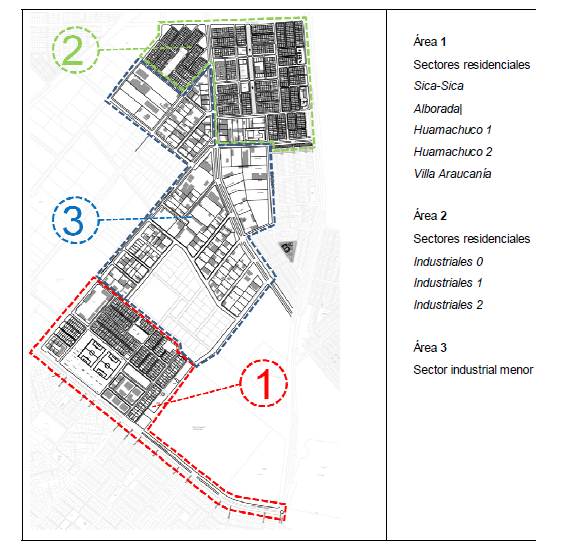 2
3
1
Área 1
Sectores residenciales
Sica-Sica
Alborada|
Huamachuco 1
Huamachuco 2
Villa Araucanía
Área 2
Sectores residenciales
Industriales 0
Industriales 1
Industriales 2
Área 3
Sector industrial menor